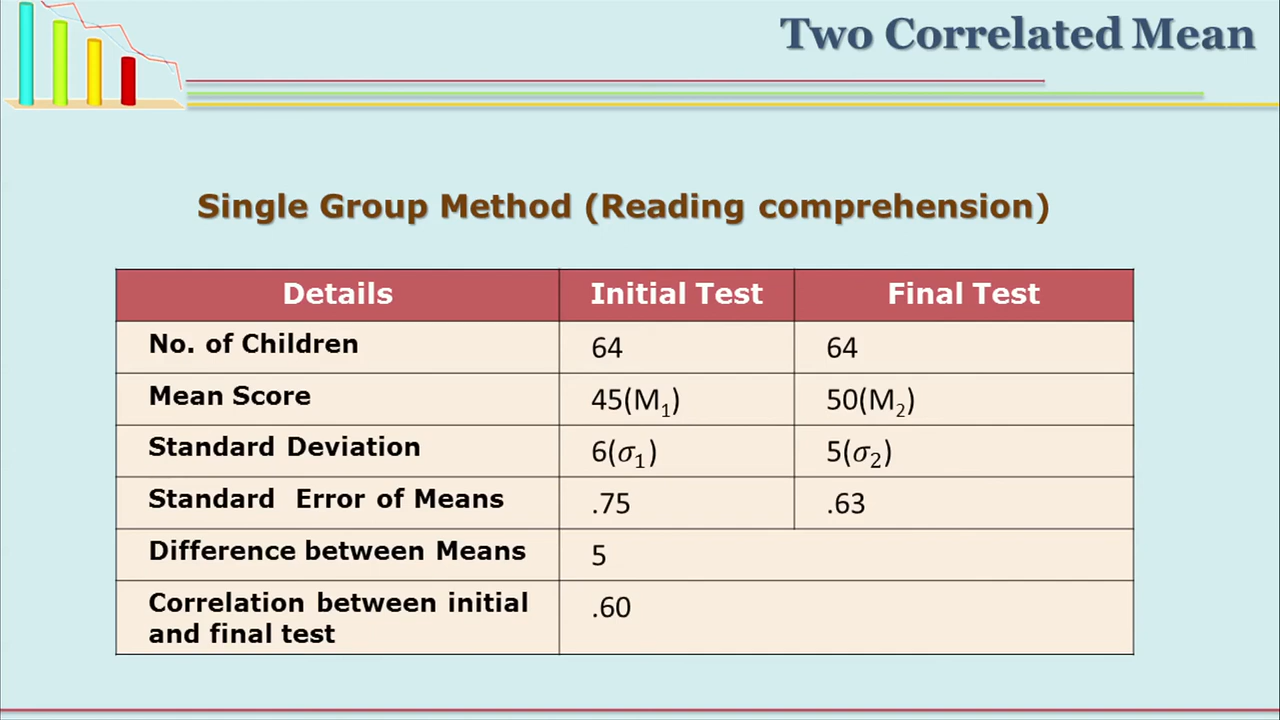 Two Correlated Mean
Single Group Method (Reading comprehension)
Details Initial Test Final Test
No. of Children 64 64
Mean Score 45(M₁) 50(M₂)
Standard Deviation 6(𝜎₁) 5(𝜎₂)
Standard Error of Means .75 .63
Difference between Means 5
Correlation between initial .60
and final test